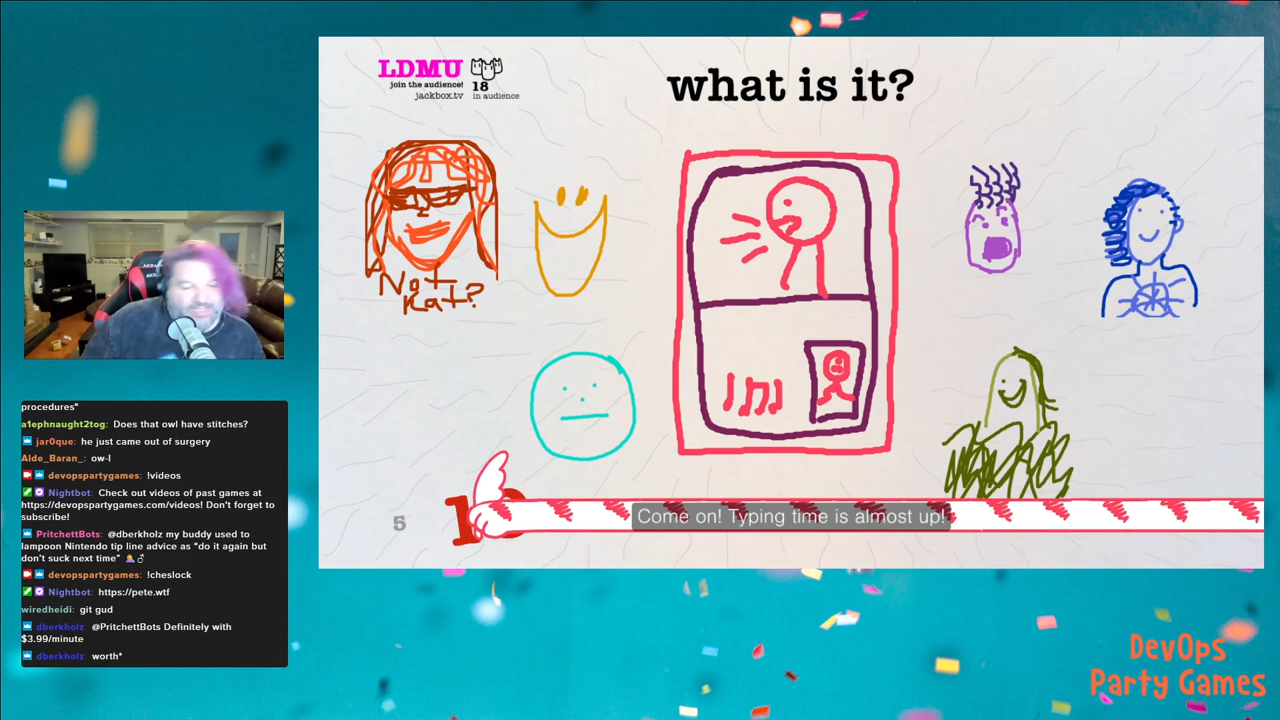 LDMU
join the audience!
jackbox.tv
18
in audience
what is it?
Not
Kat?
5
Come on! Typing time is almost up!
procedures"
a1ephnaught2tog: Does that owl have stitches?
jar0que: he just came out of surgery
Alde_Baran_: ow-l
devopspartygames: !videos
Nightbot: Check out videos of past games at
https://devopspartygames.com/videos! Don't forget to
subscribe!
PritchettBots: @dberkholz my buddy used to
lampoon Nintendo tip line advice as "do it again but
don't suck next time"
devopspartygames: !cheslock
Nightbot: https://pete.wtf
wiredheidi: git gud
dberkholz: @PritchettBots Definitely with
$3.99/minute
dberkholz: worth*
DevOps
Party Games